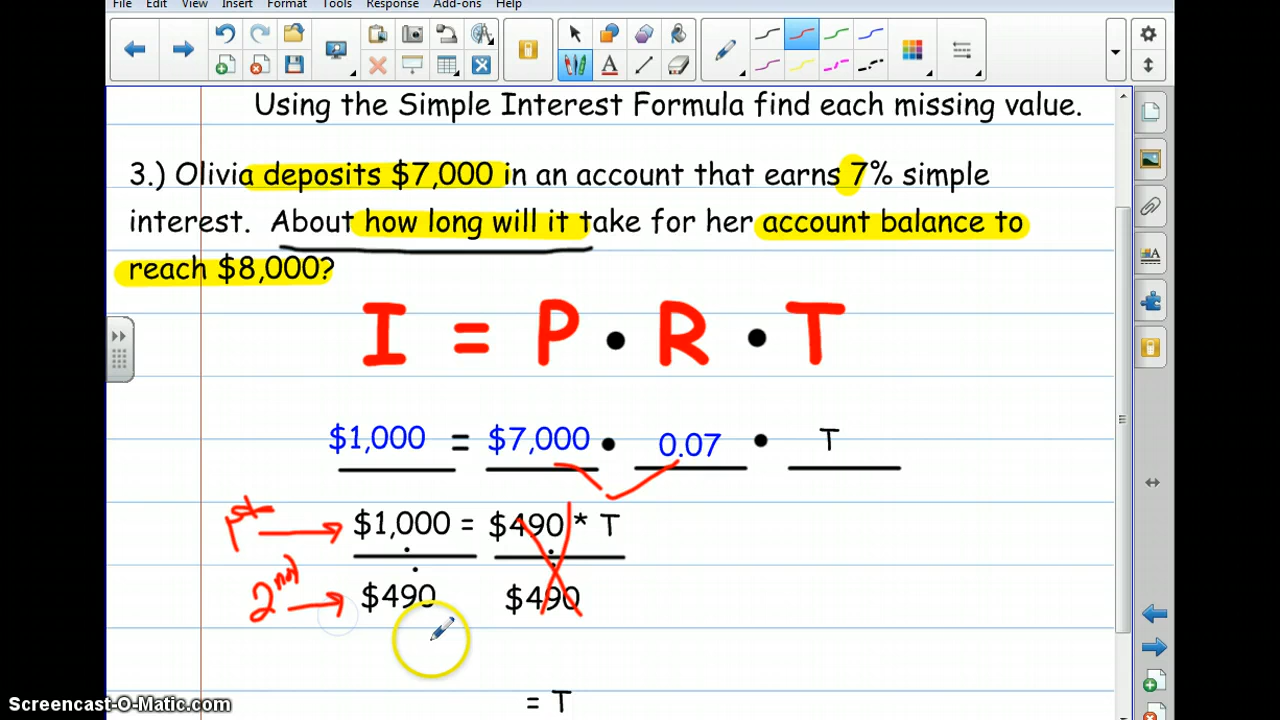 File Edit View Insert Format Tools Response Add-ons Help
Using the Simple Interest Formula find each missing value.
3.) Olivia deposits $7,000 in an account that earns 7% simple
interest. About how long will it take for her account balance to
reach $8,000?
I = P • R • T
$1,000 = $7,000 • 0.07 • T
1st → $1,000 = $490 * T
2nd → $490 $490
= T
Screencast-O-Matic.com